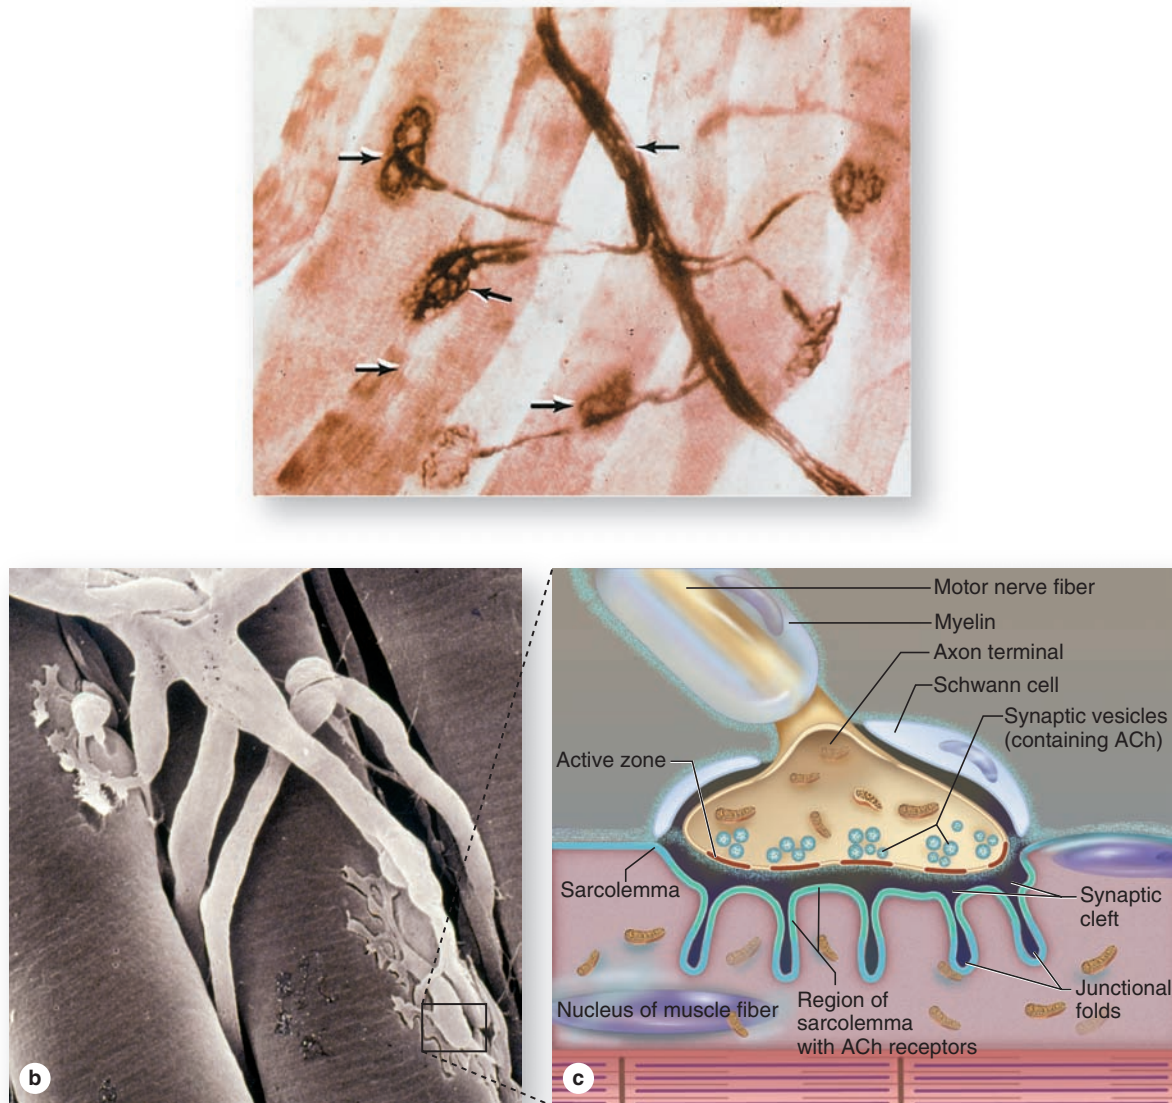 Motor nerve fiber
Myelin
Axon terminal
Schwann cell
Synaptic vesicles
(containing ACh)
Active zone
Sarcolemma
Synaptic
cleft
Junctional
folds
Nucleus of muscle fiber
Region of
sarcolemma
with ACh receptors
b
c